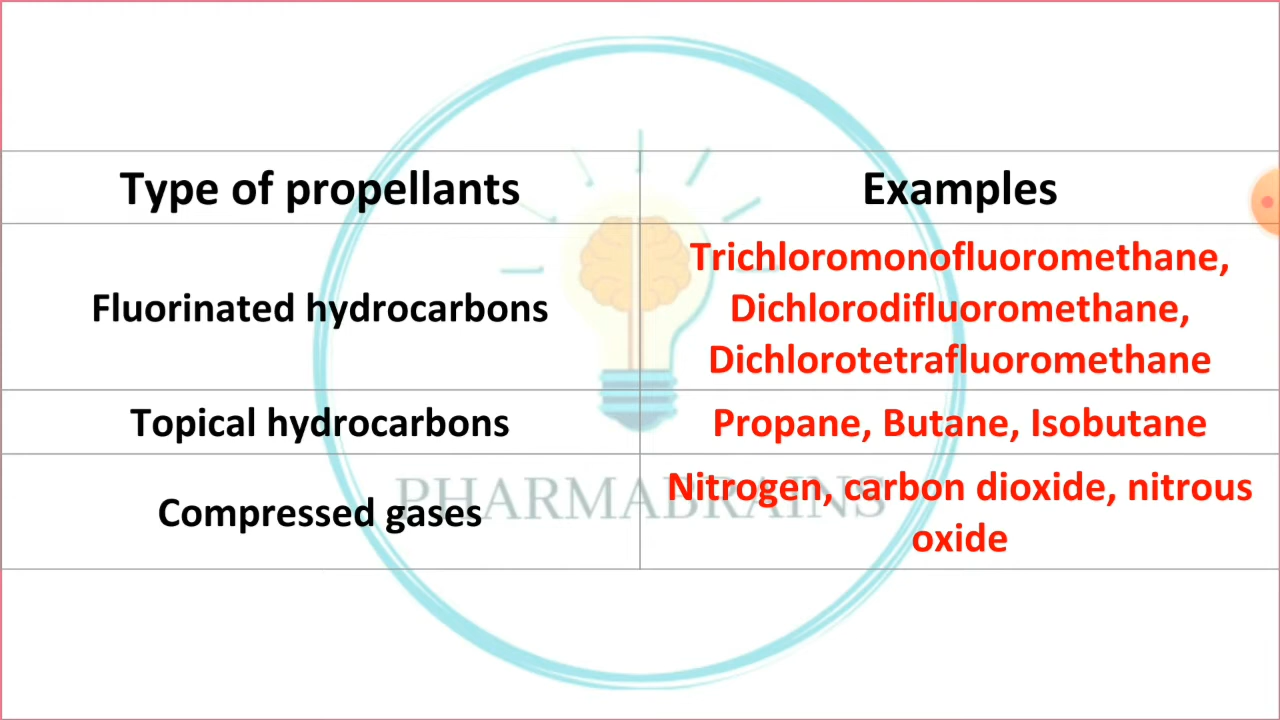 Type of propellants
Examples
Fluorinated hydrocarbons
Trichloromonofluoromethane,
Dichlorodifluoromethane,
Dichlorotetrafluoromethane
Topical hydrocarbons
Propane, Butane, Isobutane
Compressed gases
Nitrogen, carbon dioxide, nitrous
oxide
PHARMABRAINS